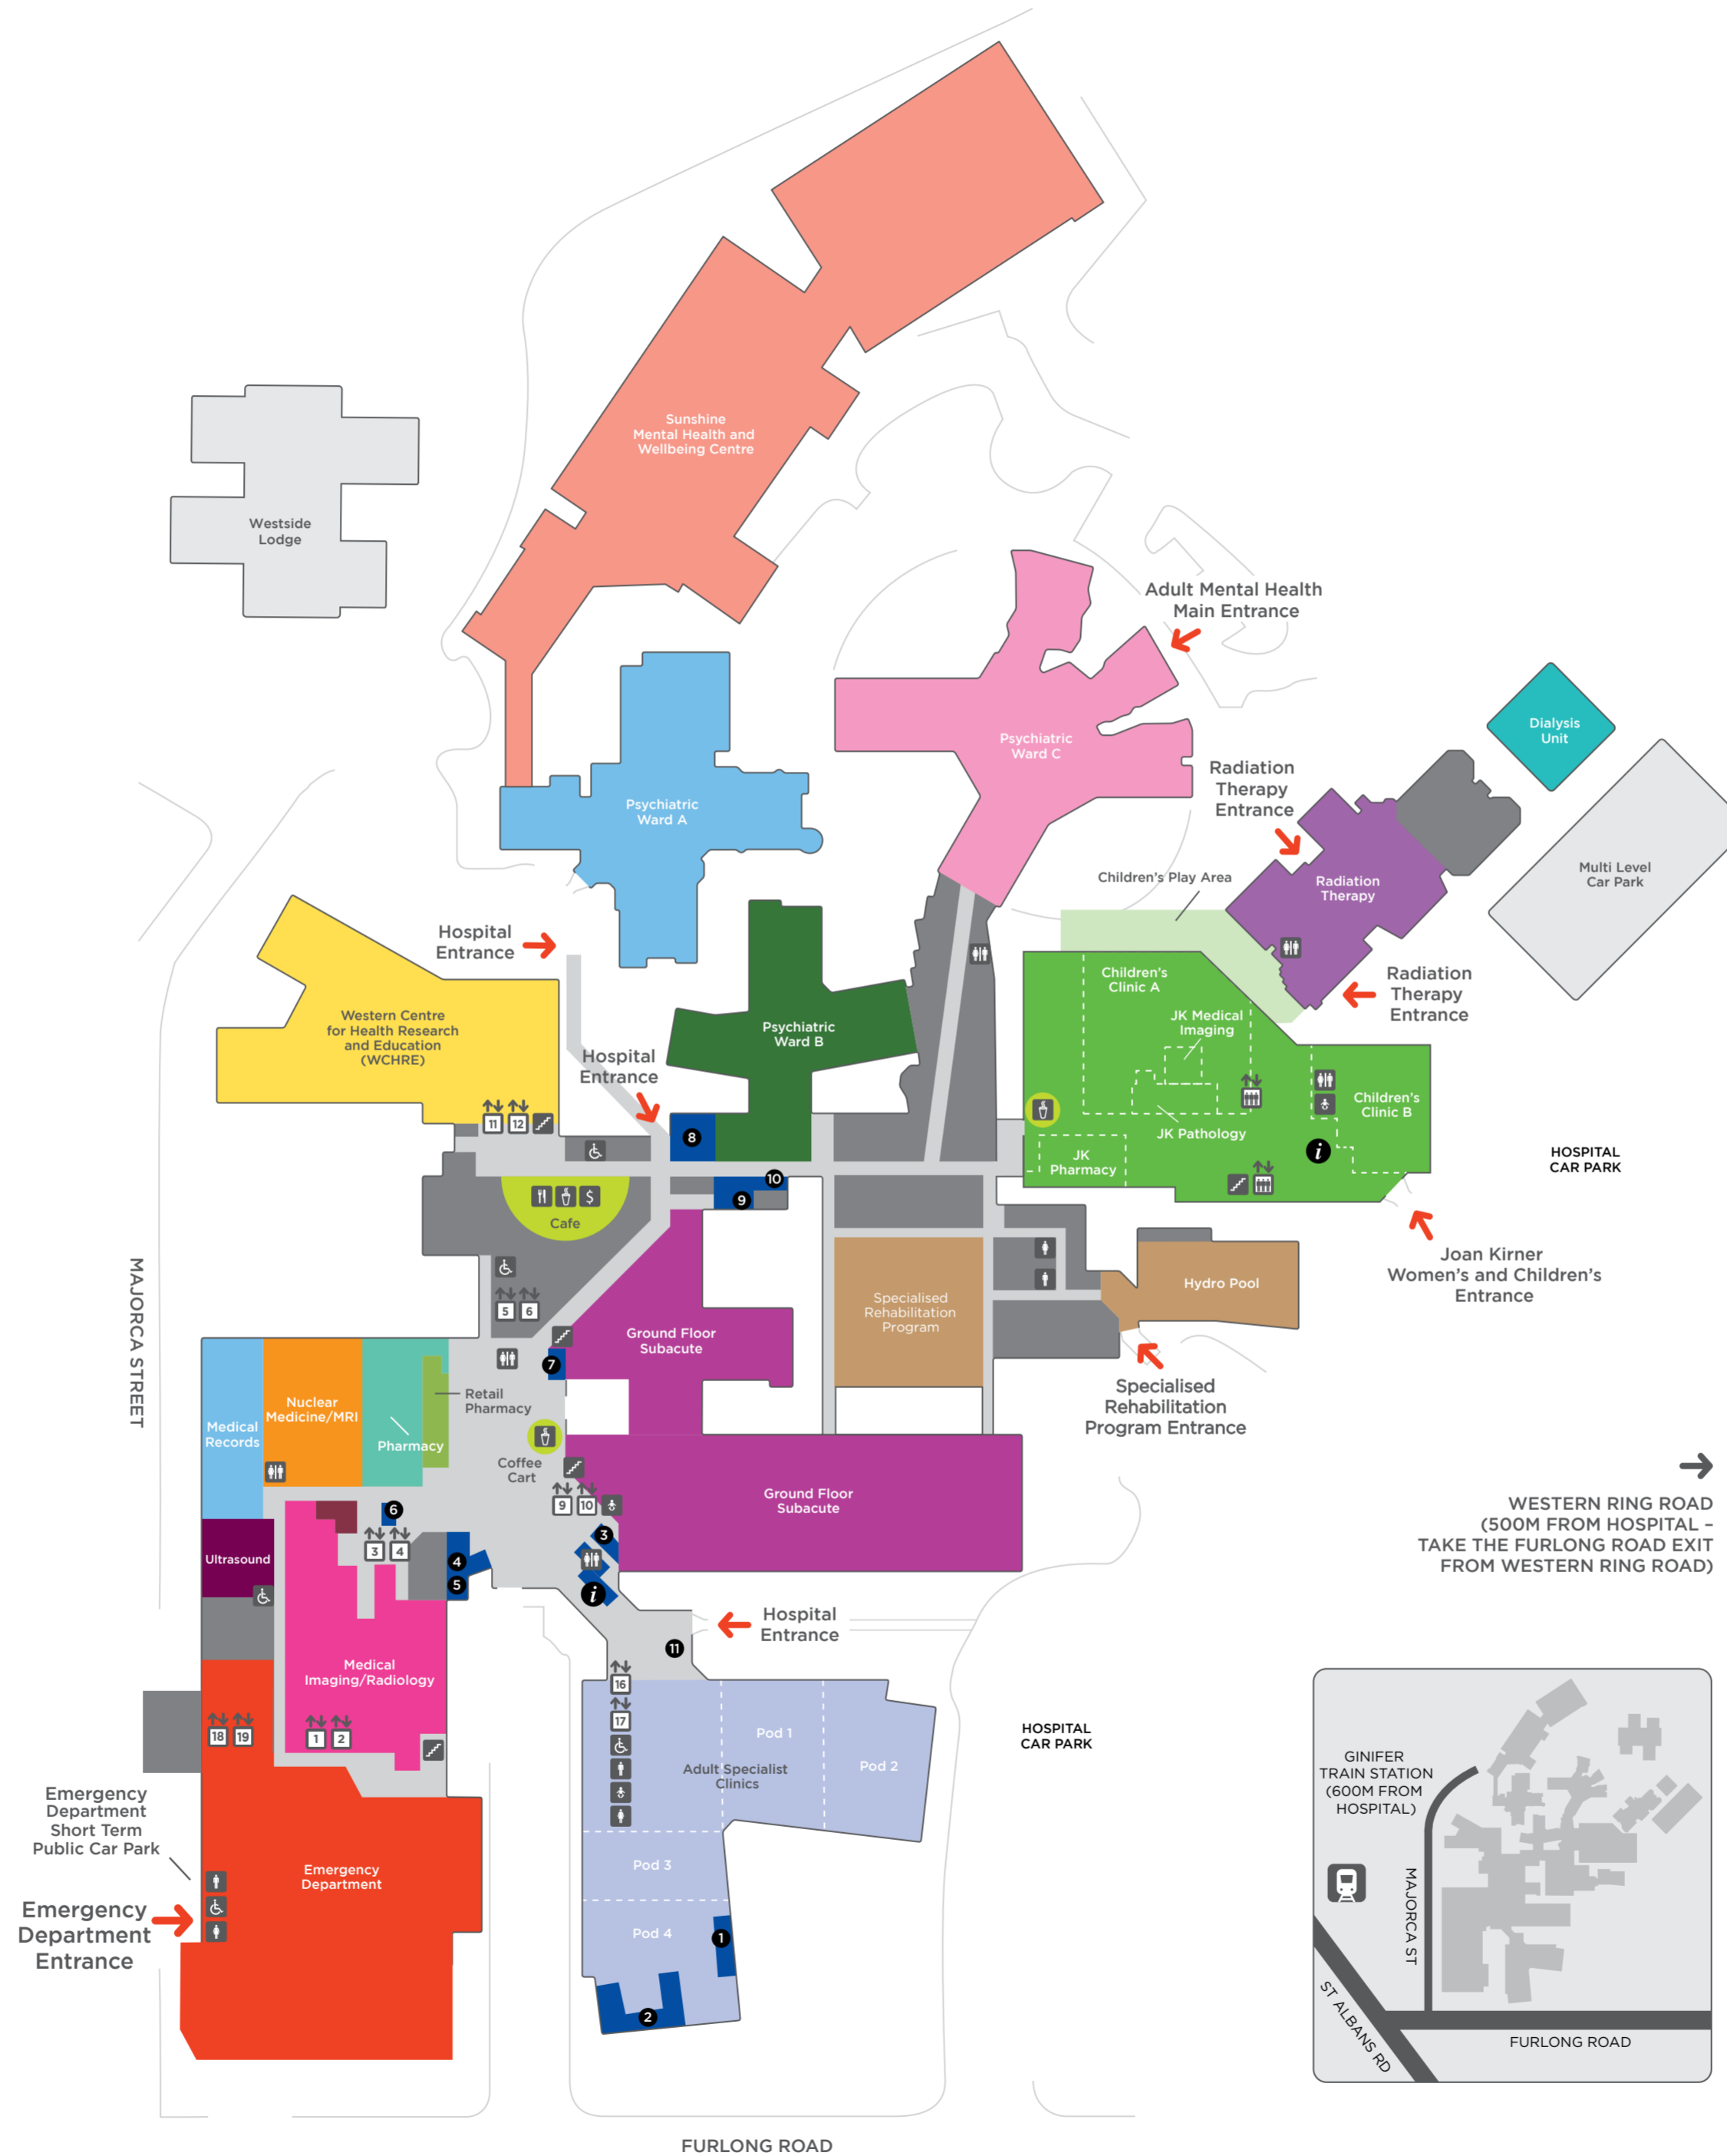 Sunshine
Mental Health and
Wellbeing Centre
Westside
Lodge
Adult Mental Health
Main Entrance
Psychiatric
Ward C
Dialysis
Unit
Radiation
Therapy
Entrance
Psychiatric
Ward A
Multi Level
Car Park
Children's Play Area
Radiation
Therapy
Hospital
Entrance
Children's
Clinic A
Radiation
Therapy
Entrance
Western Centre
for Health Research
and Education
(WCHRE)
Psychiatric
Ward B
JK Medical
Imaging
Hospital
Entrance
11
12
8
Children's
Clinic B
JK Pathology
JK
Pharmacy
i
HOSPITAL
CAR PARK
10
9
$
Cafe
Joan Kirner
Women's and Children's
Entrance
MAJORCA STREET
5
6
Specialised
Rehabilitation
Program
Hydro Pool
Ground Floor
Subacute
7
Specialised
Rehabilitation
Program Entrance
Nuclear
Medicine/MRI
Retail
Pharmacy
Medical
Records
Pharmacy
Coffee
Cart
9
10
Ground Floor
Subacute
WESTERN RING ROAD
(500M FROM HOSPITAL –
TAKE THE FURLONG ROAD EXIT
FROM WESTERN RING ROAD)
6
3
4
3
Ultrasound
4
5
i
Hospital
Entrance
11
Medical
Imaging/Radiology
16
17
18
19
1
2
Pod 1
Pod 2
Adult Specialist
Clinics
HOSPITAL
CAR PARK
Emergency
Department
Short Term
Public Car Park
Emergency
Department
Pod 3
Emergency
Department
Entrance
Pod 4
1
2
GINIFER
TRAIN STATION
(600M FROM
HOSPITAL)
MAJORCA ST
ST ALBANS RD
FURLONG ROAD
FURLONG ROAD